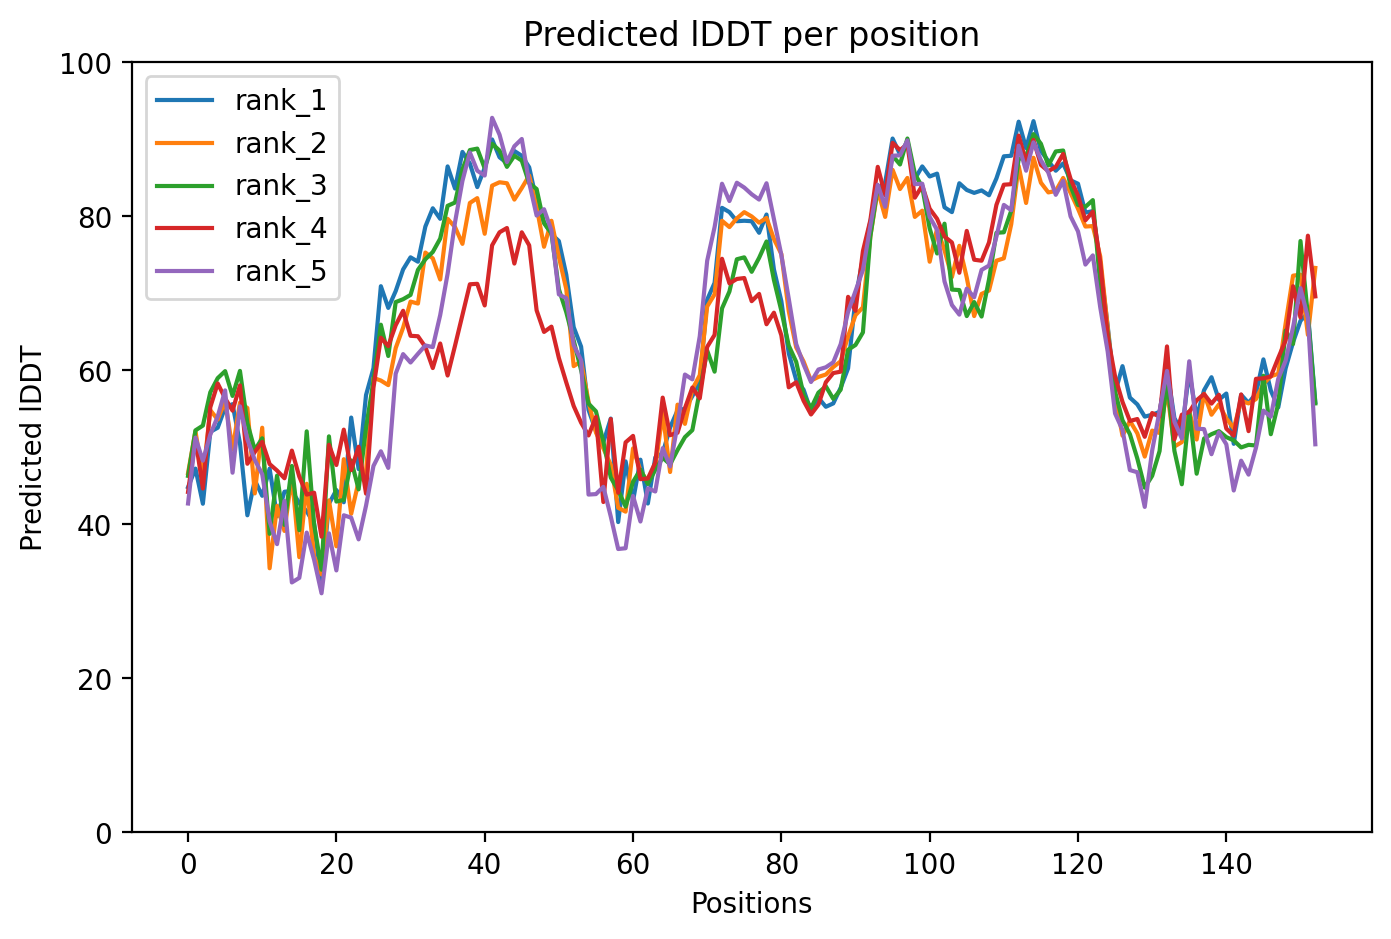 Predicted lDDT per position
100
80
60
40
20
0
Predicted lDDT
rank_1
rank_2
rank_3
rank_4
rank_5
0 20 40 60 80 100 120 140
Positions